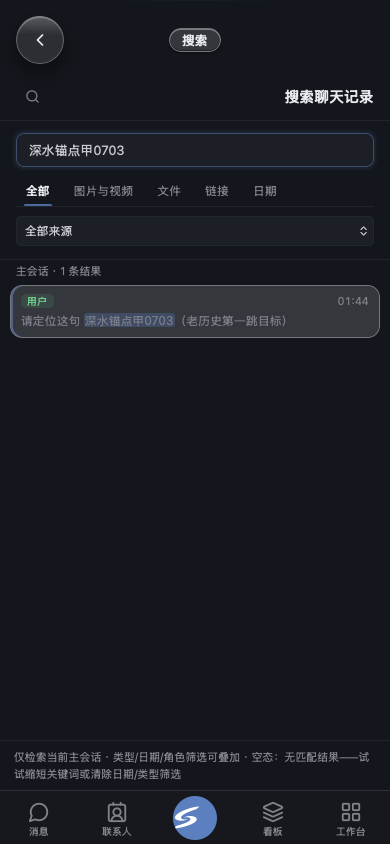 搜索
搜索聊天记录
深水锚点甲0703
全部 图片与视频 文件 链接 日期
全部来源
主会话 · 1 条结果
用户 01:44
请定位这句 深水锚点甲0703（老历史第一跳目标）
仅检索当前主会话 · 类型/日期/角色筛选可叠加 · 空态：无匹配结果——试
试缩短关键词或清除日期/类型筛选
消息 联系人 看板 工作台